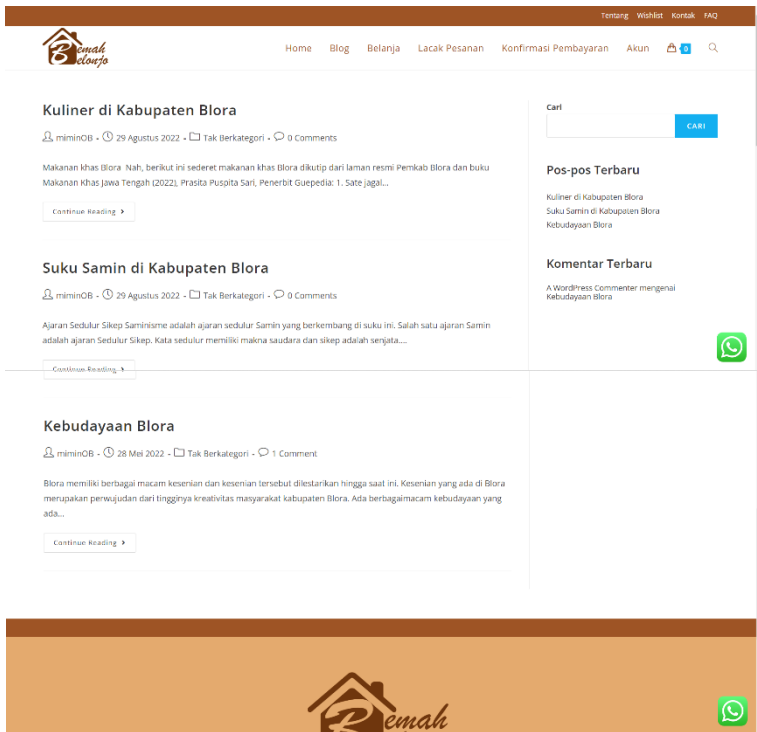 Tentang Wishlist Kontak FAQ
Remah
Belonjo
Home Blog Belanja Lacak Pesanan Konfirmasi Pembayaran Akun 0
Kuliner di Kabupaten Blora
miminOB - 29 Agustus 2022 - Tak Berkategori - 0 Comments
Makanan khas Blora Nah, berikut ini sederet makanan khas Blora dikutip dari laman resmi Pemkab Blora dan buku
Makanan Khas Jawa Tengah (2022), Prasita Puspita Sari, Penerbit Guepedia: 1. Sate jagal...
Continue Reading
Suku Samin di Kabupaten Blora
miminOB - 29 Agustus 2022 - Tak Berkategori - 0 Comments
Ajaran Sedulur Sikep Saminisme adalah ajaran sedulur Samin yang berkembang di suku ini. Salah satu ajaran Samin
adalah ajaran Sedulur Sikep. Kata sedulur memiliki makna saudara dan sikep adalah senjata....
Continue Reading
Kebudayaan Blora
miminOB - 28 Mei 2022 - Tak Berkategori - 1 Comment
Blora memiliki berbagai macam kesenian dan kesenian tersebut dilestarikan hingga saat ini. Kesenian yang ada di Blora
merupakan perwujudan dari tingginya kreativitas masyarakat kabupaten Blora. Ada berbagaimacam kebudayaan yang
ada...
Continue Reading
Cari
CARI
Pos-pos Terbaru
Kuliner di Kabupaten Blora
Suku Samin di Kabupaten Blora
Kebudayaan Blora
Komentar Terbaru
A WordPress Commenter mengenai
Kebudayaan Blora
Remah